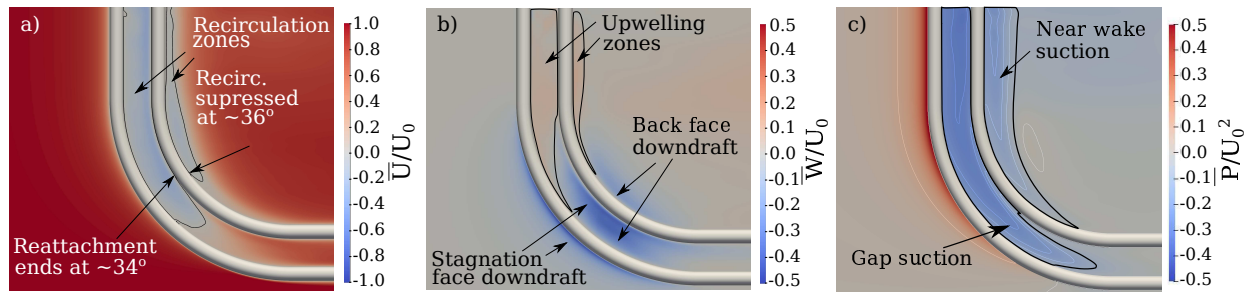 a)
Recirculation
zones
Recirc.
supressed
at ~36°
Reattachment
ends at ~34°
1.0
0.8
0.6
0.4
0.2
0.0
-0.2
-0.4
-0.6
-0.8
-1.0
U̅/U₀
b)
Upwelling
zones
Back face
downdraft
Stagnation
face downdraft
0.5
0.4
0.3
0.2
0.1
0.0
-0.1
-0.2
-0.3
-0.4
-0.5
W̅/U₀
c)
Near wake
suction
Gap suction
0.5
0.4
0.3
0.2
0.1
0.0
-0.1
-0.2
-0.3
-0.4
-0.5
P̅/U₀²